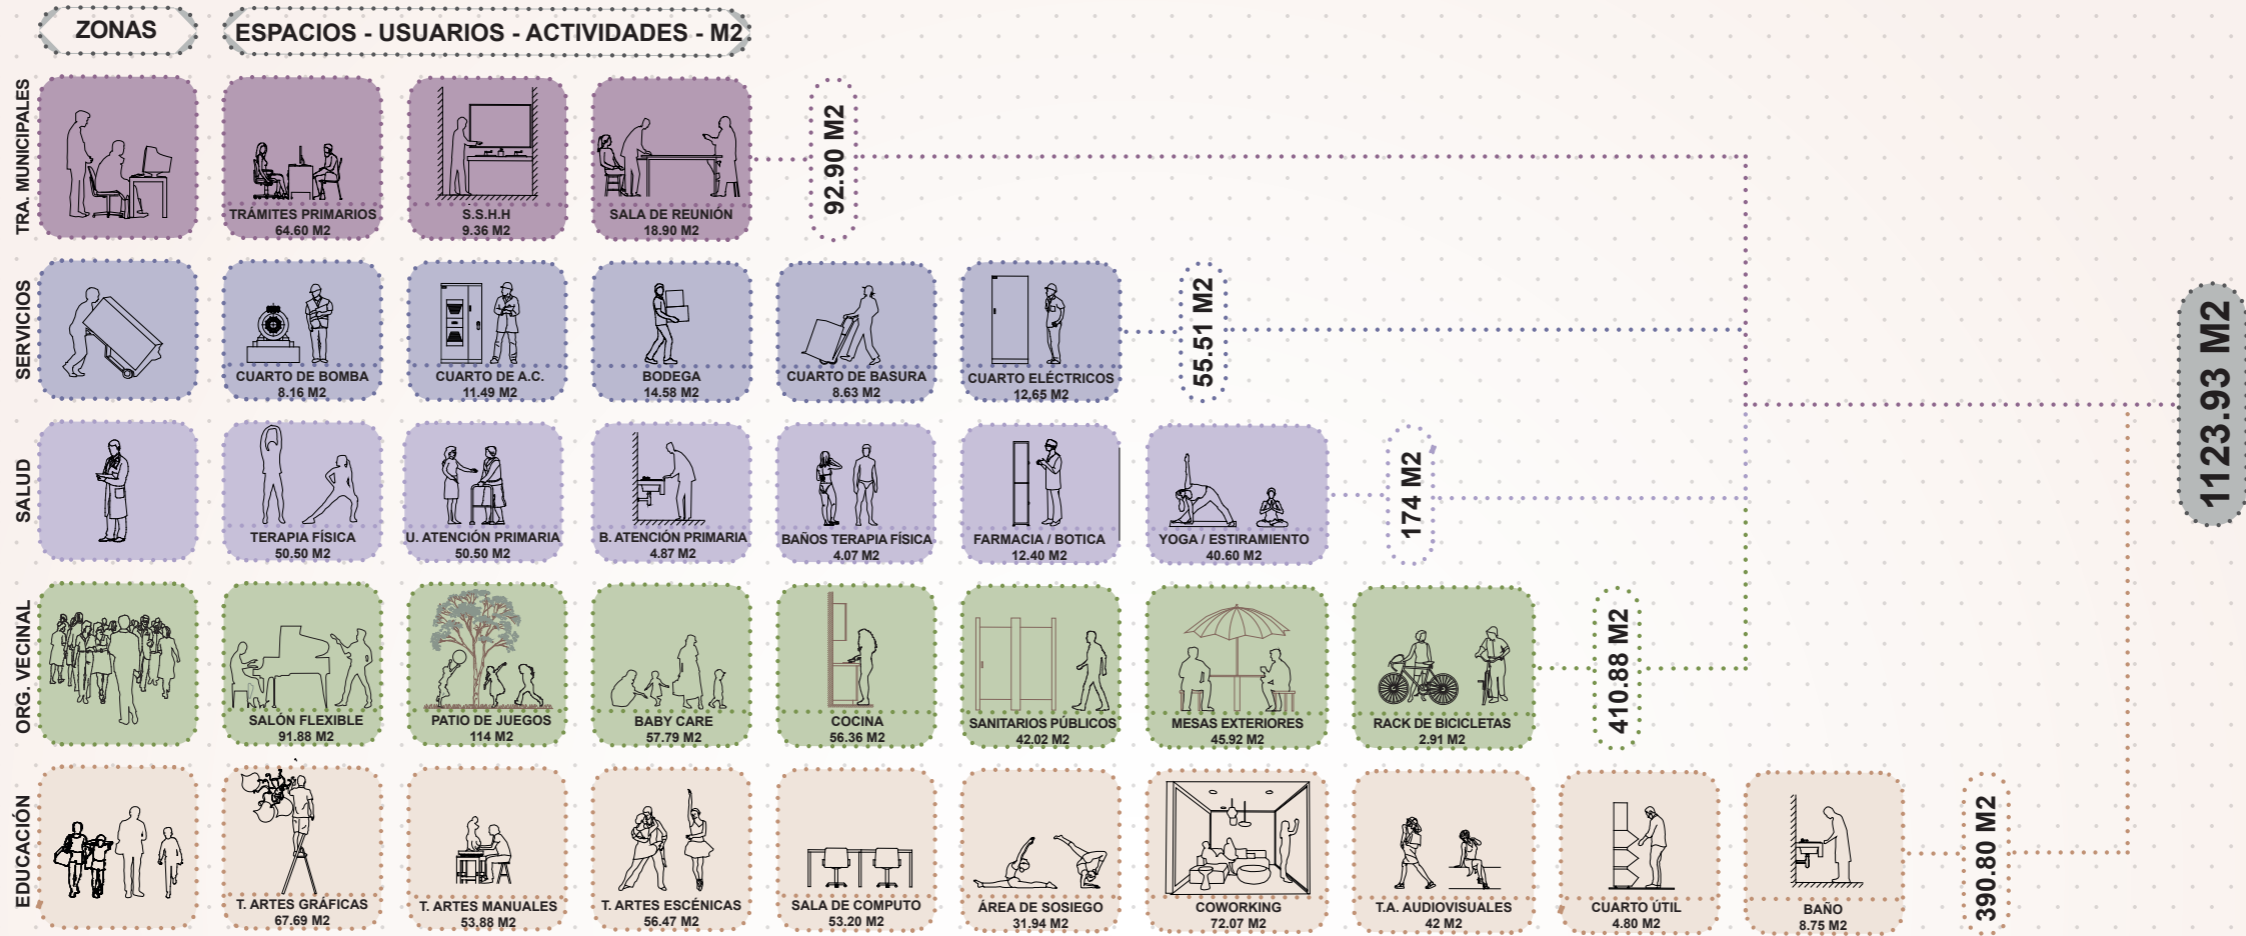 ZONAS
ESPACIOS - USUARIOS - ACTIVIDADES - M2
TRA. MUNICIPALES
TRÁMITES PRIMARIOS
64.60 M2
S.S.H.H
9.36 M2
SALA DE REUNIÓN
18.90 M2
92.90 M2
SERVICIOS
CUARTO DE BOMBA
8.16 M2
CUARTO DE A.C.
11.49 M2
BODEGA
14.58 M2
CUARTO DE BASURA
8.63 M2
CUARTO ELÉCTRICOS
12.65 M2
55.51 M2
SALUD
TERAPIA FÍSICA
50.50 M2
U. ATENCIÓN PRIMARIA
50.50 M2
B. ATENCIÓN PRIMARIA
4.87 M2
BAÑOS TERAPIA FÍSICA
4.07 M2
FARMACIA / BOTICA
12.40 M2
YOGA / ESTIRAMIENTO
40.60 M2
174 M2
ORG. VECINAL
SALÓN FLEXIBLE
91.88 M2
PATIO DE JUEGOS
114 M2
BABY CARE
57.79 M2
COCINA
56.36 M2
SANITARIOS PÚBLICOS
42.02 M2
MESAS EXTERIORES
45.92 M2
RACK DE BICICLETAS
2.91 M2
410.88 M2
EDUCACIÓN
T. ARTES GRÁFICAS
67.69 M2
T. ARTES MANUALES
53.88 M2
T. ARTES ESCÉNICAS
56.47 M2
SALA DE COMPUTO
53.20 M2
ÁREA DE SOSIEGO
31.94 M2
COWORKING
72.07 M2
T.A. AUDIOVISUALES
42 M2
CUARTO ÚTIL
4.80 M2
BAÑO
8.75 M2
390.80 M2
1123.93 M2